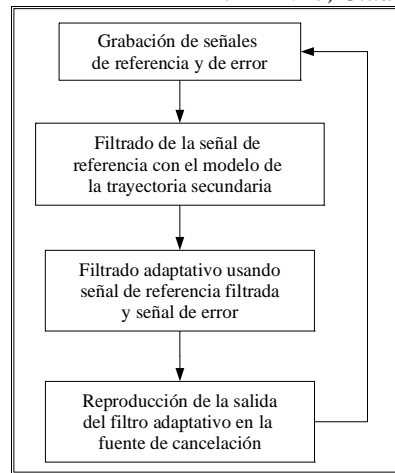 Grabación de señales
de referencia y de error
Filtrado de la señal de
referencia con el modelo de
la trayectoria secundaria
Filtrado adaptativo usando
señal de referencia filtrada
y señal de error
Reproducción de la salida
del filtro adaptativo en la
fuente de cancelación